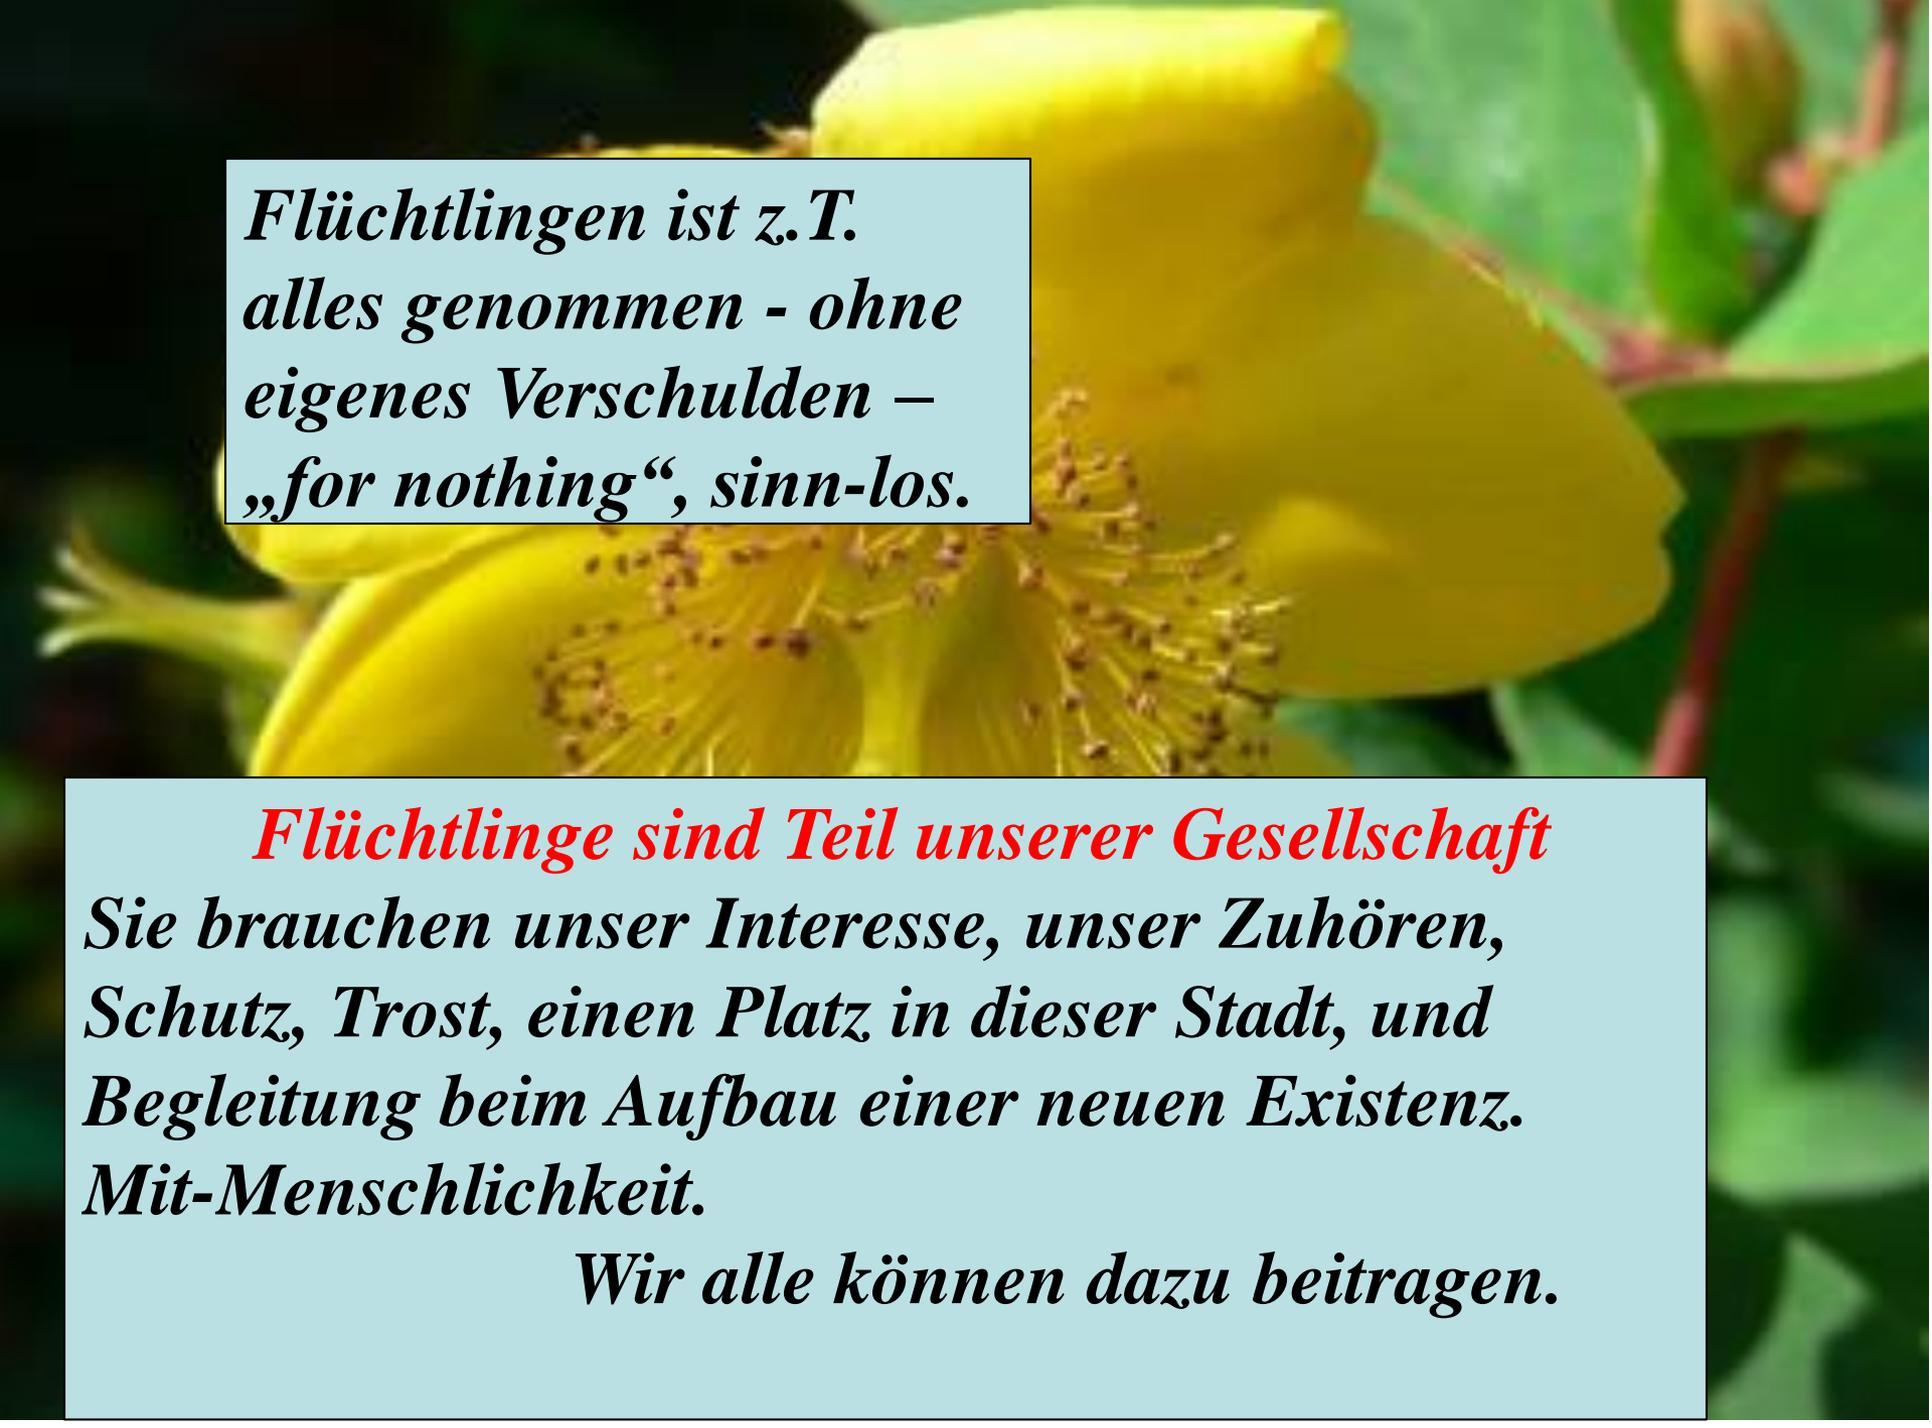 Flüchtlingen ist z.T.
alles genommen - ohne
eigenes Verschulden –
„for nothing“, sinn-los.
Flüchtlinge sind Teil unserer Gesellschaft
Sie brauchen unser Interesse, unser Zuhören,
Schutz, Trost, einen Platz in dieser Stadt, und
Begleitung beim Aufbau einer neuen Existenz.
Mit-Menschlichkeit.
Wir alle können dazu beitragen.